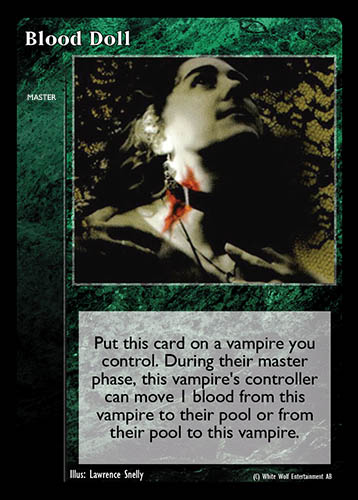 Blood Doll
MASTER
Put this card on a vampire you
control. During their master
phase, this vampire's controller
can move 1 blood from this
vampire to their pool or from
their pool to this vampire.
Illus: Lawrence Snelly
(C) White Wolf Entertainment AB